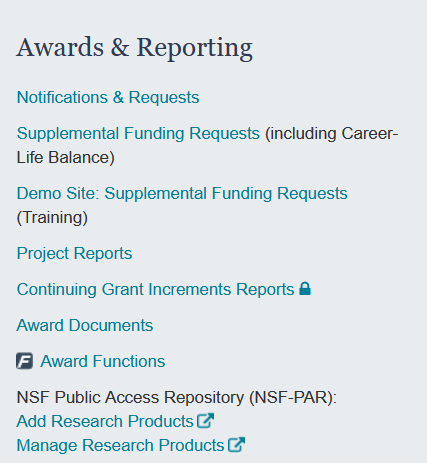 Awards & Reporting
Notifications & Requests
Supplemental Funding Requests (including Career-
Life Balance)
Demo Site: Supplemental Funding Requests
(Training)
Project Reports
Continuing Grant Increments Reports
Award Documents
F Award Functions
NSF Public Access Repository (NSF-PAR):
Add Research Products
Manage Research Products